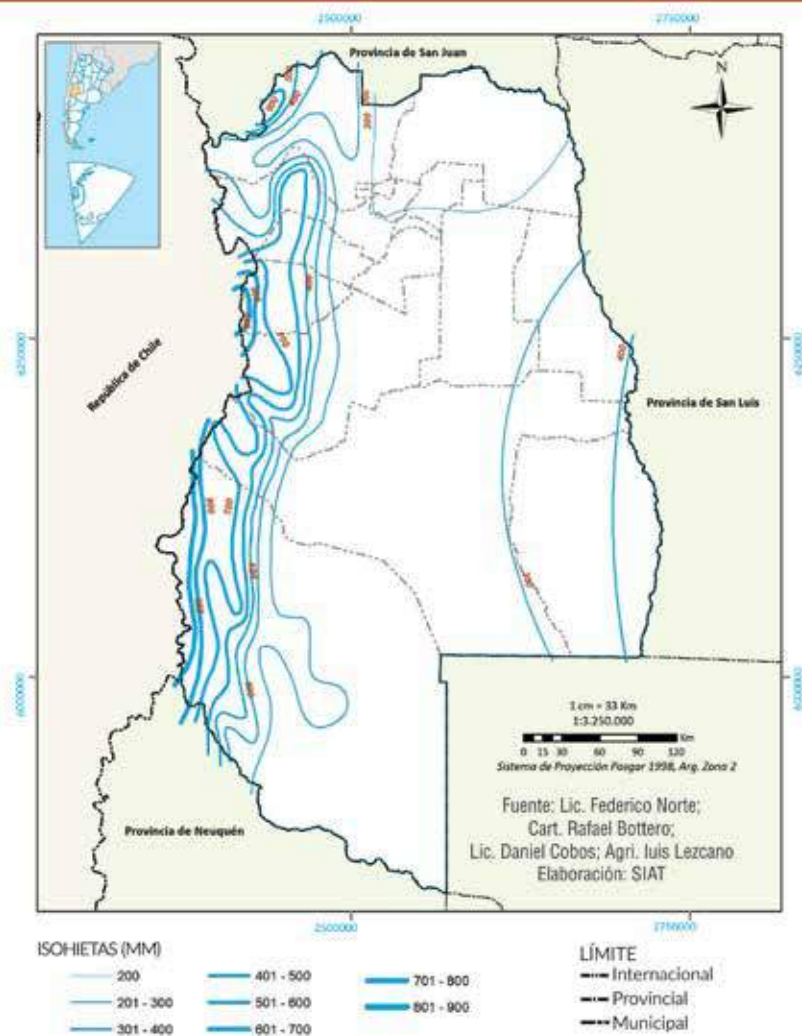 2500000
2750000
Provincia de San Juan
N
6250000
6250000
República de Chile
Provincia de San Luis
400
700
6000000
6000000
1 cm = 33 Km
1:3.250.000
0 15 30 60 90 120 Km
Sistema de Proyección Posgar 1998, Arg. Zona 2
Provincia de Neuquén
Fuente: Lic. Federico Norte;
Cart. Rafael Bottero;
Lic. Daniel Cobos; Agri. luis Lezcano
Elaboración: SIAT
2500000
ISOHIETAS (MM)
200
201 - 300
301 - 400
401 - 500
501 - 600
601 - 700
701 - 800
801 - 900
LÍMITE
Internacional
Provincial
Municipal